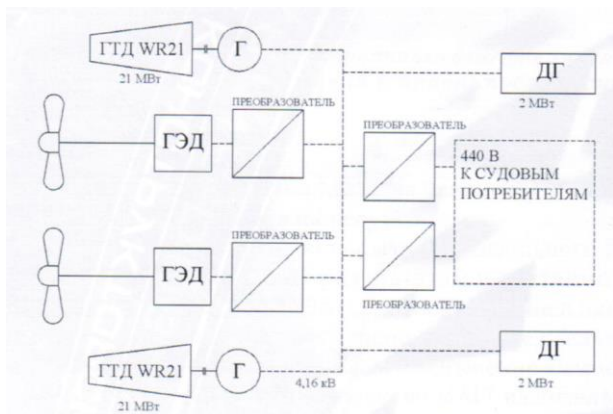 ГТД WR21
Г
21 МВт
ДГ
2 МВт
ПРЕОБРАЗОВАТЕЛЬ
ГЭД
ПРЕОБРАЗОВАТЕЛЬ
440 В
К СУДОВЫМ
ПОТРЕБИТЕЛЯМ
ПРЕОБРАЗОВАТЕЛЬ
ГЭД
ПРЕОБРАЗОВАТЕЛЬ
ГТД WR21
Г
4,16 кВ
21 МВт
ДГ
2 МВт